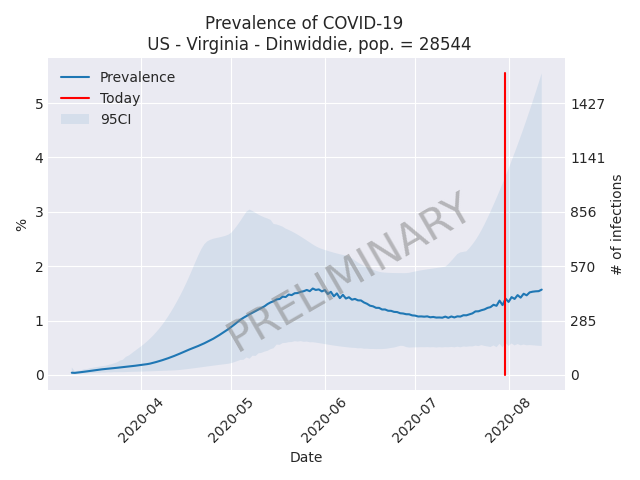 Prevalence of COVID-19
US - Virginia - Dinwiddie, pop. = 28544
Prevalence
Today
95CI
PRELIMINARY
%
5
4
3
2
1
0
1427
1141
856
570
285
0
# of infections
2020-04
2020-05
2020-06
2020-07
2020-08
Date